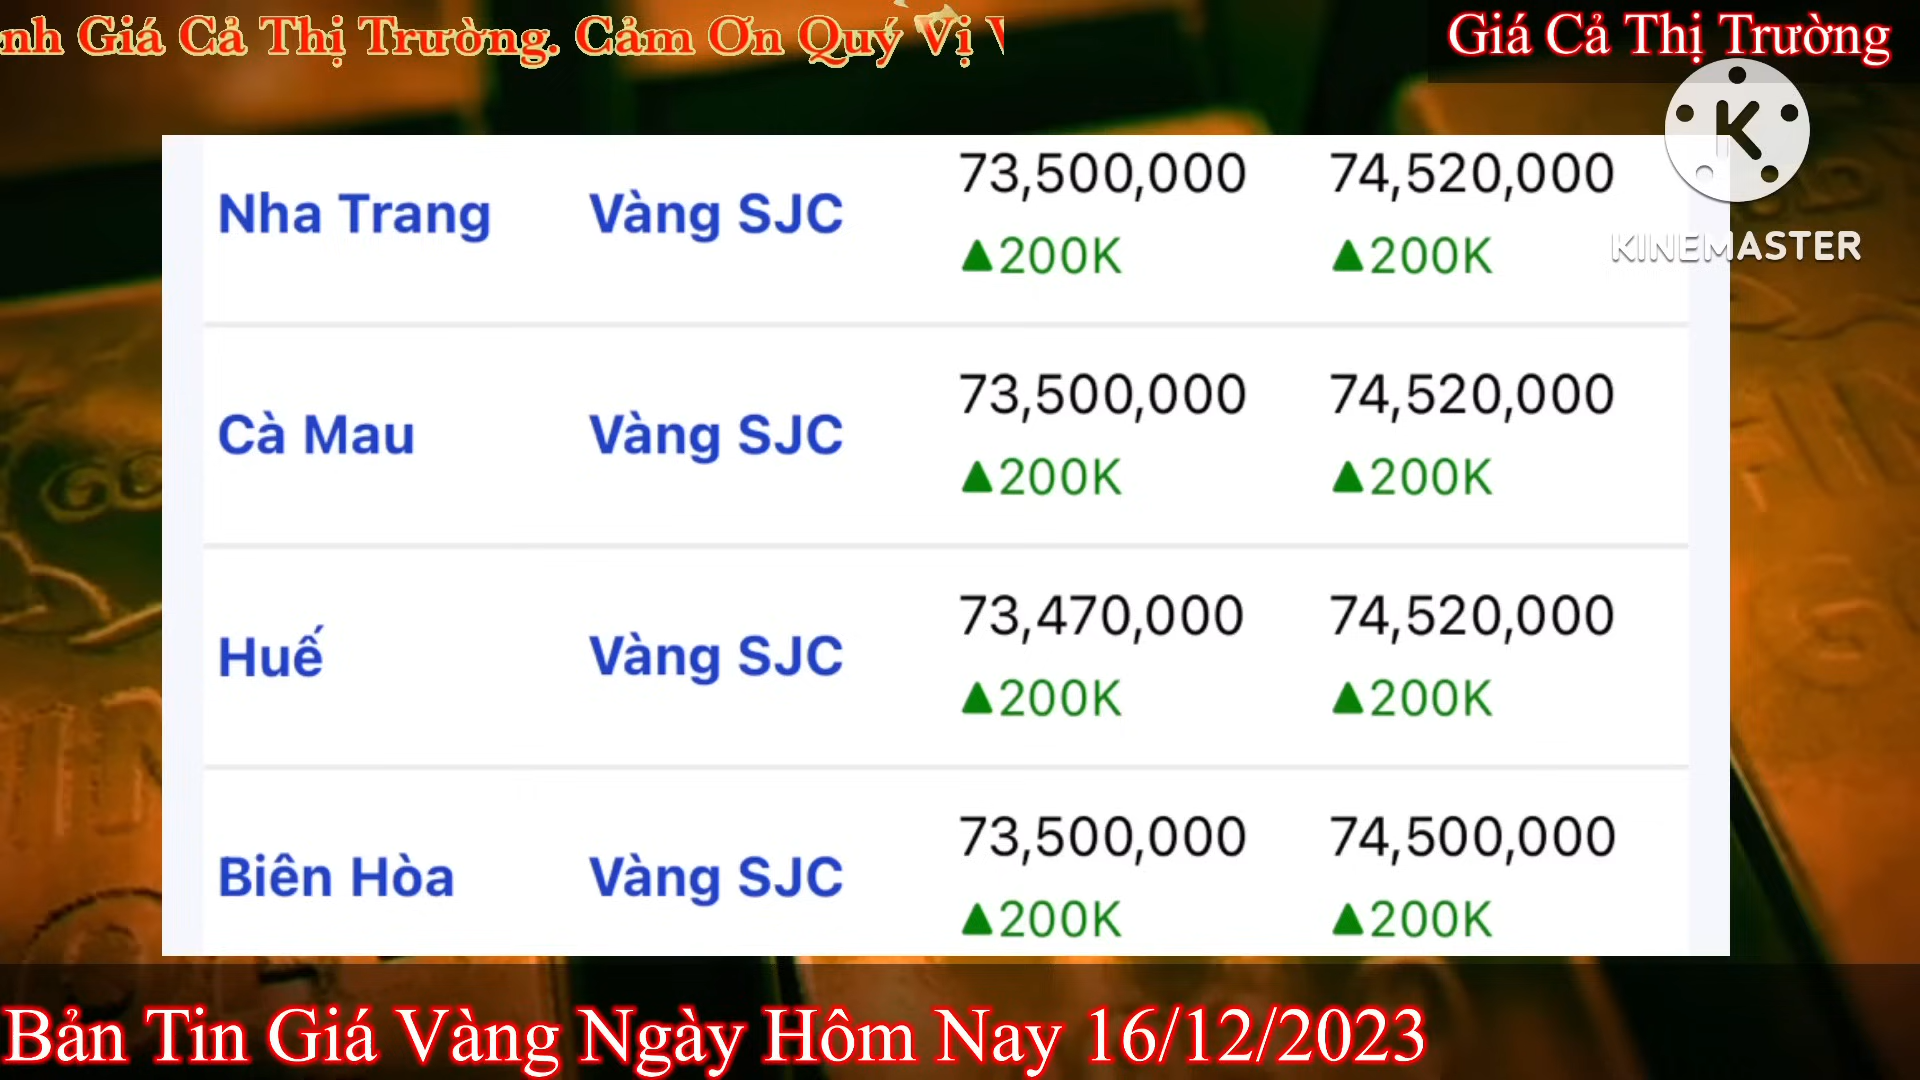 nh Giá Cả Thị Trường. Cảm Ơn Quý Vị V
Giá Cả Thị Trường
K
KINEMASTER
Nha Trang Vàng SJC 73,500,000 74,520,000
▲200K ▲200K
Cà Mau Vàng SJC 73,500,000 74,520,000
▲200K ▲200K
Huế Vàng SJC 73,470,000 74,520,000
▲200K ▲200K
Biên Hòa Vàng SJC 73,500,000 74,500,000
▲200K ▲200K
Bản Tin Giá Vàng Ngày Hôm Nay 16/12/2023